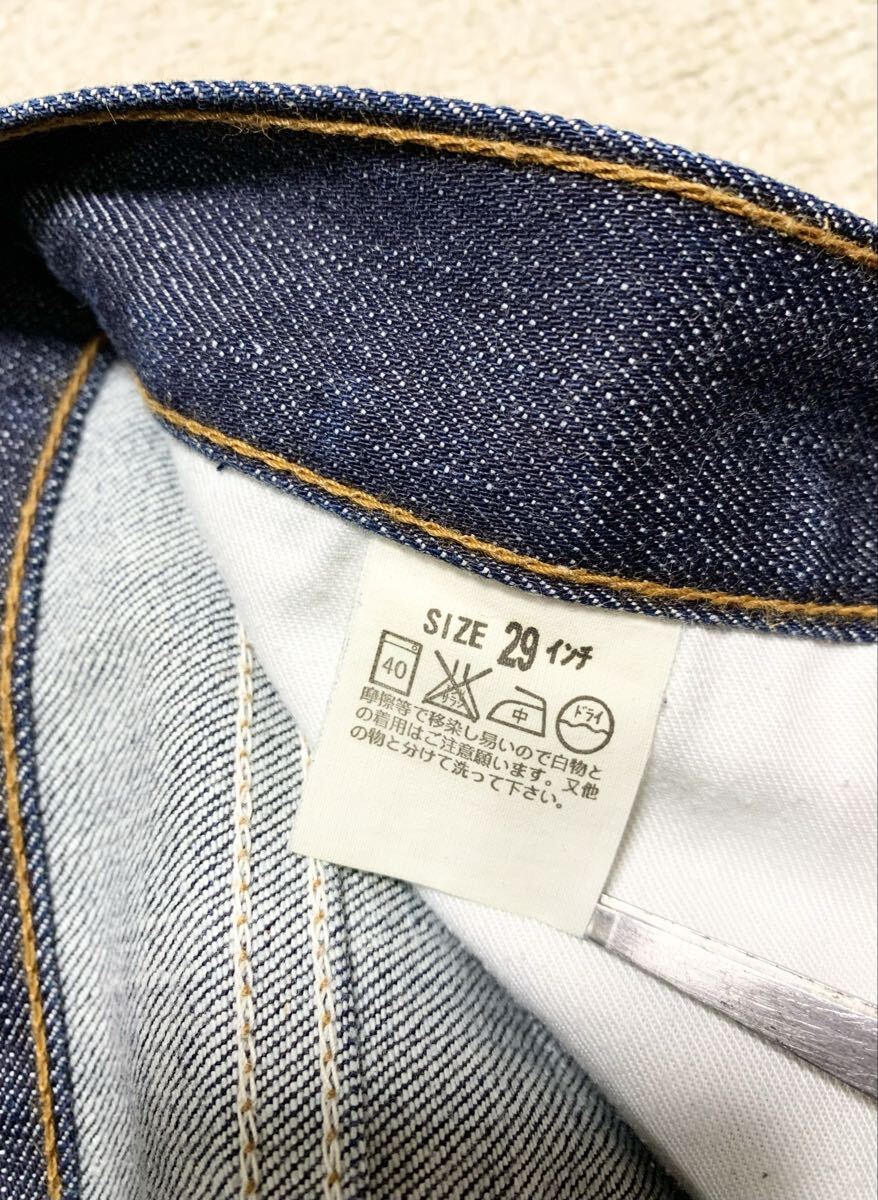 SIZE 29 インチ
40 中 ドライ
摩擦等で移染し易いので白物と
の着用はご注意願います。又他
の物と分けて洗って下さい。